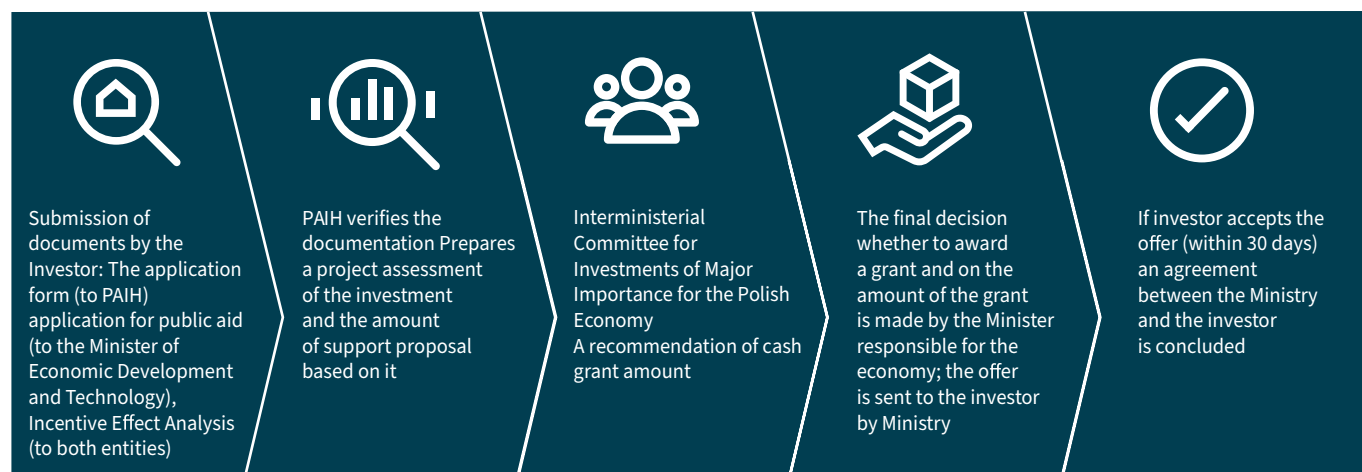 Submission of
documents by the
Investor: The application
form (to PAIH)
application for public aid
(to the Minister of
Economic Development
and Technology),
Incentive Effect Analysis
(to both entities)
PAIH verifies the
documentation Prepares
a project assessment
of the investment
and the amount
of support proposal
based on it
Interministerial
Committee for
Investments of Major
Importance for the Polish
Economy
A recommendation of cash
grant amount
The final decision
whether to award
a grant and on the
amount of the grant
is made by the Minister
responsible for the
economy; the offer
is sent to the investor
by Ministry
If investor accepts the
offer (within 30 days)
an agreement
between the Ministry
and the investor
is concluded